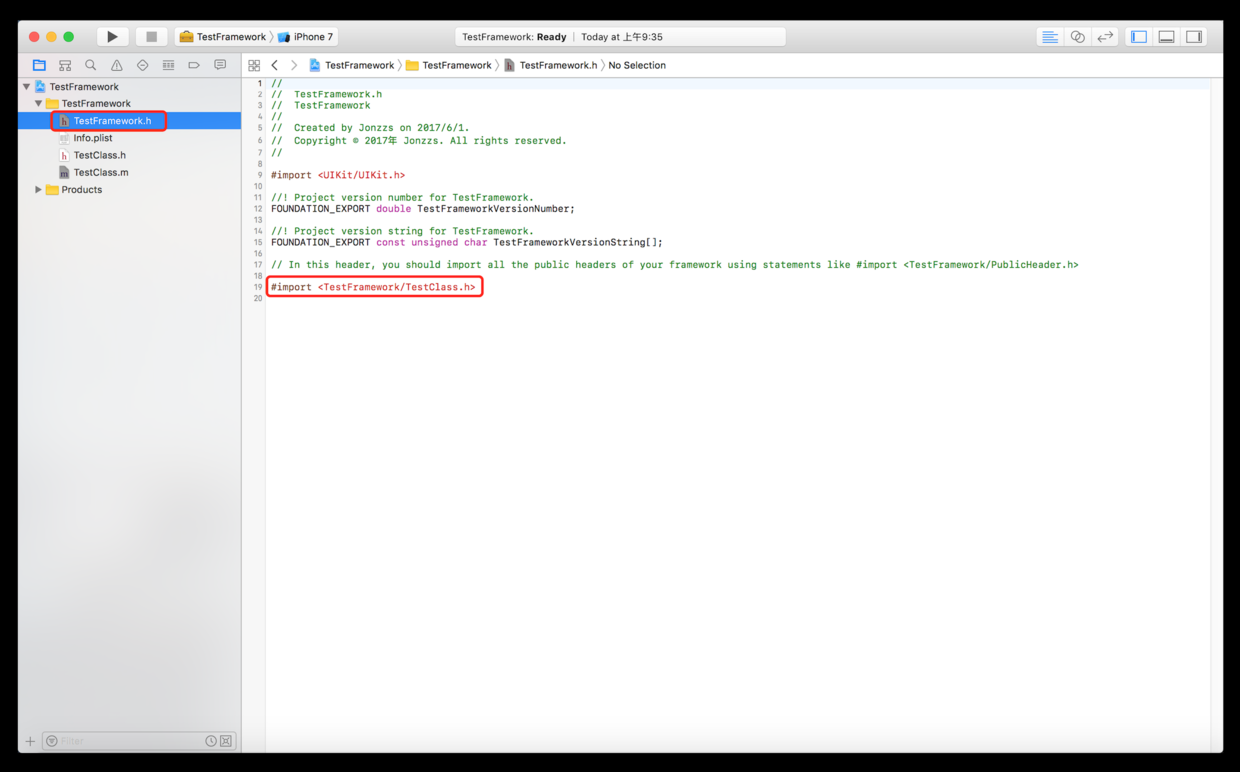 TestFramework 〉 iPhone 7
TestFramework: Ready | Today at 上午9:35
TestFramework 〉 TestFramework 〉 TestFramework.h 〉 No Selection
TestFramework
TestFramework
TestFramework.h
Info.plist
TestClass.h
TestClass.m
Products
Filter
1 //
2 //  TestFramework.h
3 //  TestFramework
4 //
5 //  Created by Jonzzs on 2017/6/1.
6 //  Copyright © 2017年 Jonzzs. All rights reserved.
7 //
8
9 #import <UIKit/UIKit.h>
10
11 //! Project version number for TestFramework.
12 FOUNDATION_EXPORT double TestFrameworkVersionNumber;
13
14 //! Project version string for TestFramework.
15 FOUNDATION_EXPORT const unsigned char TestFrameworkVersionString[];
16
17 // In this header, you should import all the public headers of your framework using statements like #import <TestFramework/PublicHeader.h>
18
19 #import <TestFramework/TestClass.h>
20